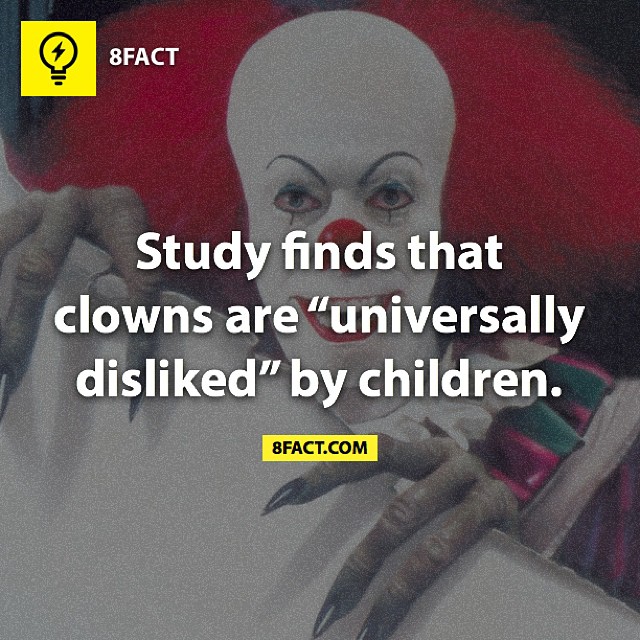 8FACT
Study finds that
clowns are “universally
disliked” by children.
8FACT.COM